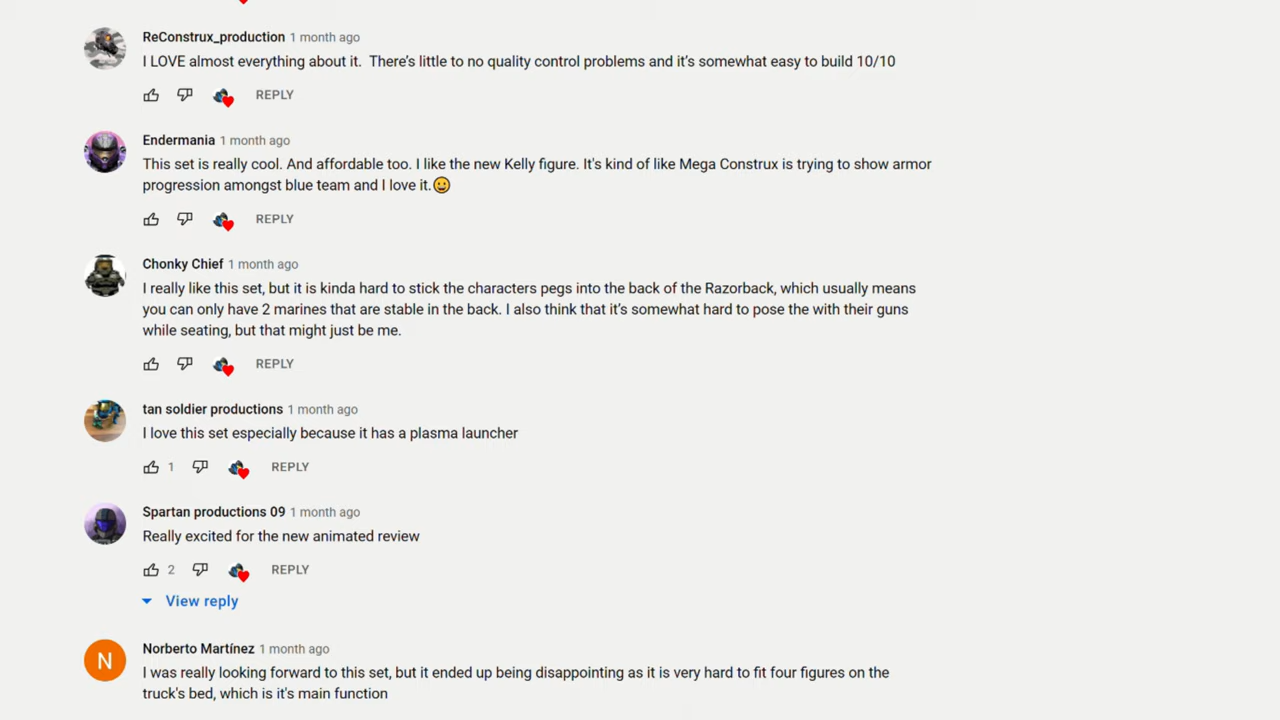 ReConstrux_production 1 month ago
I LOVE almost everything about it.  There's little to no quality control problems and it's somewhat easy to build 10/10
REPLY
Endermania 1 month ago
This set is really cool. And affordable too. I like the new Kelly figure. It's kind of like Mega Construx is trying to show armor
progression amongst blue team and I love it.😀
REPLY
Chonky Chief 1 month ago
I really like this set, but it is kinda hard to stick the characters pegs into the back of the Razorback, which usually means
you can only have 2 marines that are stable in the back. I also think that it's somewhat hard to pose the with their guns
while seating, but that might just be me.
REPLY
tan soldier productions 1 month ago
I love this set especially because it has a plasma launcher
1 REPLY
Spartan productions 09 1 month ago
Really excited for the new animated review
2 REPLY
View reply
N
Norberto Martínez 1 month ago
I was really looking forward to this set, but it ended up being disappointing as it is very hard to fit four figures on the
truck's bed, which is it's main function